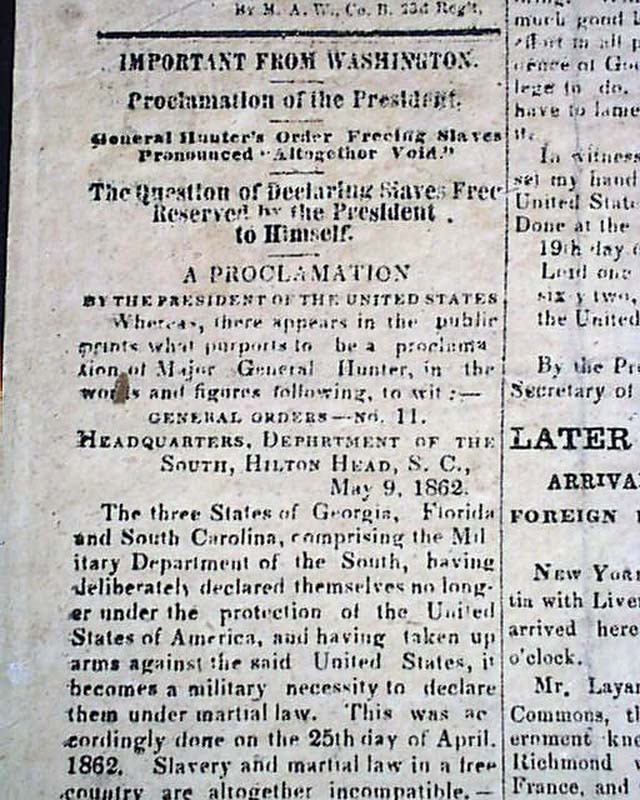 By M. A. W., Co. B. 23d Reg't,
IMPORTANT FROM WASHINGTON.
Proclamation of the President.
General Hunter's Order Freeing Slaves
Pronounced "Altogethor Void."
The Question of Declaring Slaves Free
Reserved by the President
to Himself.
A PROCLAMATION
BY THE PRESIDENT OF THE UNITED STATES
Whereas, there appears in the public
prints what purports to be a proclama
tion of Major General Hunter, in the
words and figures following, to wit :—
GENERAL ORDERS—NO. 11.
HEADQUARTERS, DEPHRTMENT OF THE
SOUTH, HILTON HEAD, S. C.,
May 9, 1862.
The three States of Georgia, Florida
and South Carolina, comprising the Mil
itary Department of the South, having
deliberately declared themselves no long-
er under the protection of the United
States of America, and having taken up
arms against the said United States, it
becomes a military necessity to declare
them under martial law. This was ac
cordingly done on the 25th day of April.
1862. Slavery and martial law in a free
country are altogether incompatible.—
much good
effort in all p
dence of Go
lege to do.
have to lame
it.
In witness
set my hand
United State
Done at the
19th day o
Lord one
six y two,
the United
By the Pre
Secretary of
LATER
ARRIVA
FOREIGN
NEW YOR
tia with Live
arrived here
o'clock.
Mr. Layar
Commons, th
ernment kne
Richmond
France, and